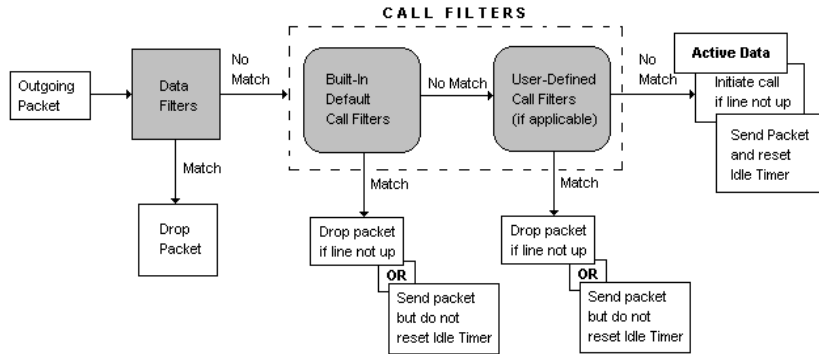 CALL FILTERS
Outgoing
Packet
Data
Filters
No
Match
Built-In
Default
Call Filters
No Match
User-Defined
Call Filters
(if applicable)
No
Match
Active Data
Initiate call
if line not up
Send Packet
and reset
Idle Timer
Match
Drop
Packet
Match
Drop packet
if line not up
OR
Send packet
but do not
reset Idle Timer
Match
Drop packet
if line not up
OR
Send packet
but do not
reset Idle Timer